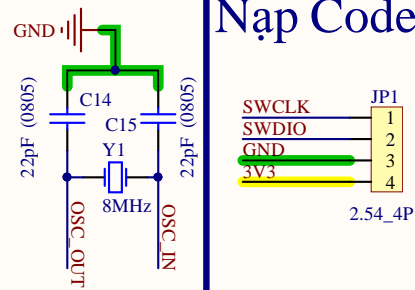 Nạp Code
GND
C14
C15
22pF (0805)
22pF (0805)
Y1
8MHz
OSC_OUT
OSC_IN
JP1
SWCLK
1
SWDIO
2
GND
3
3V3
4
2.54_4P